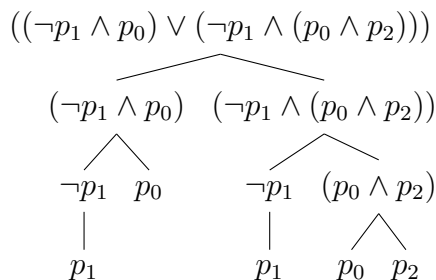 ((¬p₁ ∧ p₀) ∨ (¬p₁ ∧ (p₀ ∧ p₂)))
(¬p₁ ∧ p₀) (¬p₁ ∧ (p₀ ∧ p₂))
¬p₁ p₀ ¬p₁ (p₀ ∧ p₂)
p₁ p₁ p₀ p₂